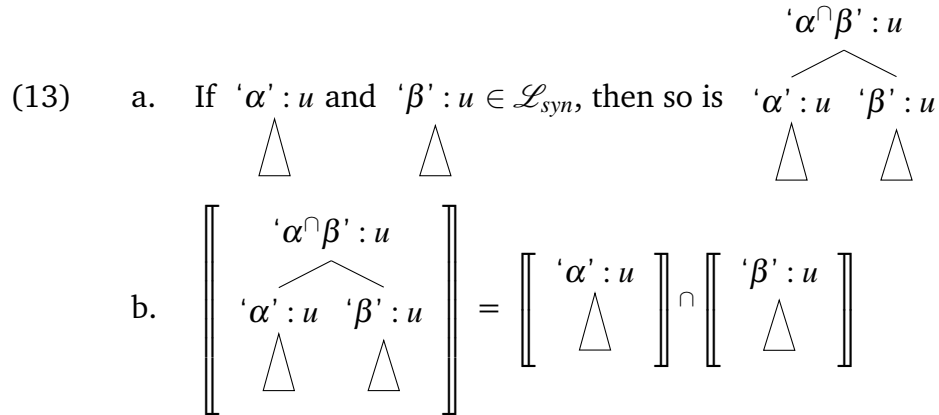 ‘α⌢β’ : u
(13) a. If ‘α’ : u and ‘β’ : u ∈ ℒsyn, then so is ‘α’ : u ‘β’ : u
‘α∩β’ : u
b. ⟦ ‘α’ : u ‘β’ : u ⟧ = ⟦ ‘α’ : u ⟧ ∩ ⟦ ‘β’ : u ⟧